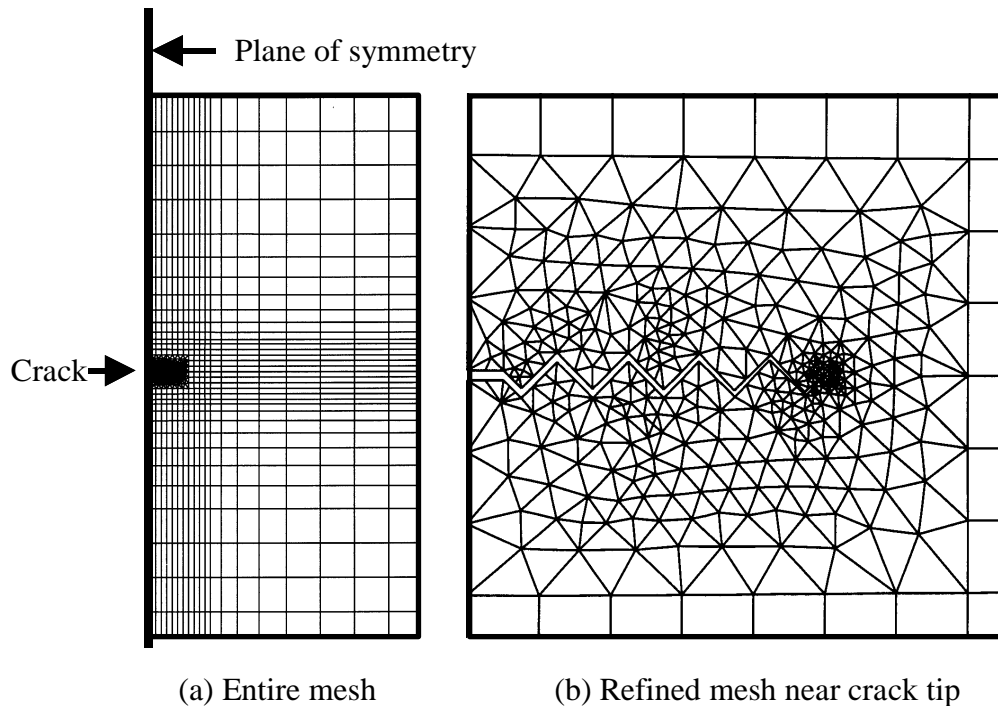 Plane of symmetry
Crack
(a) Entire mesh
(b) Refined mesh near crack tip